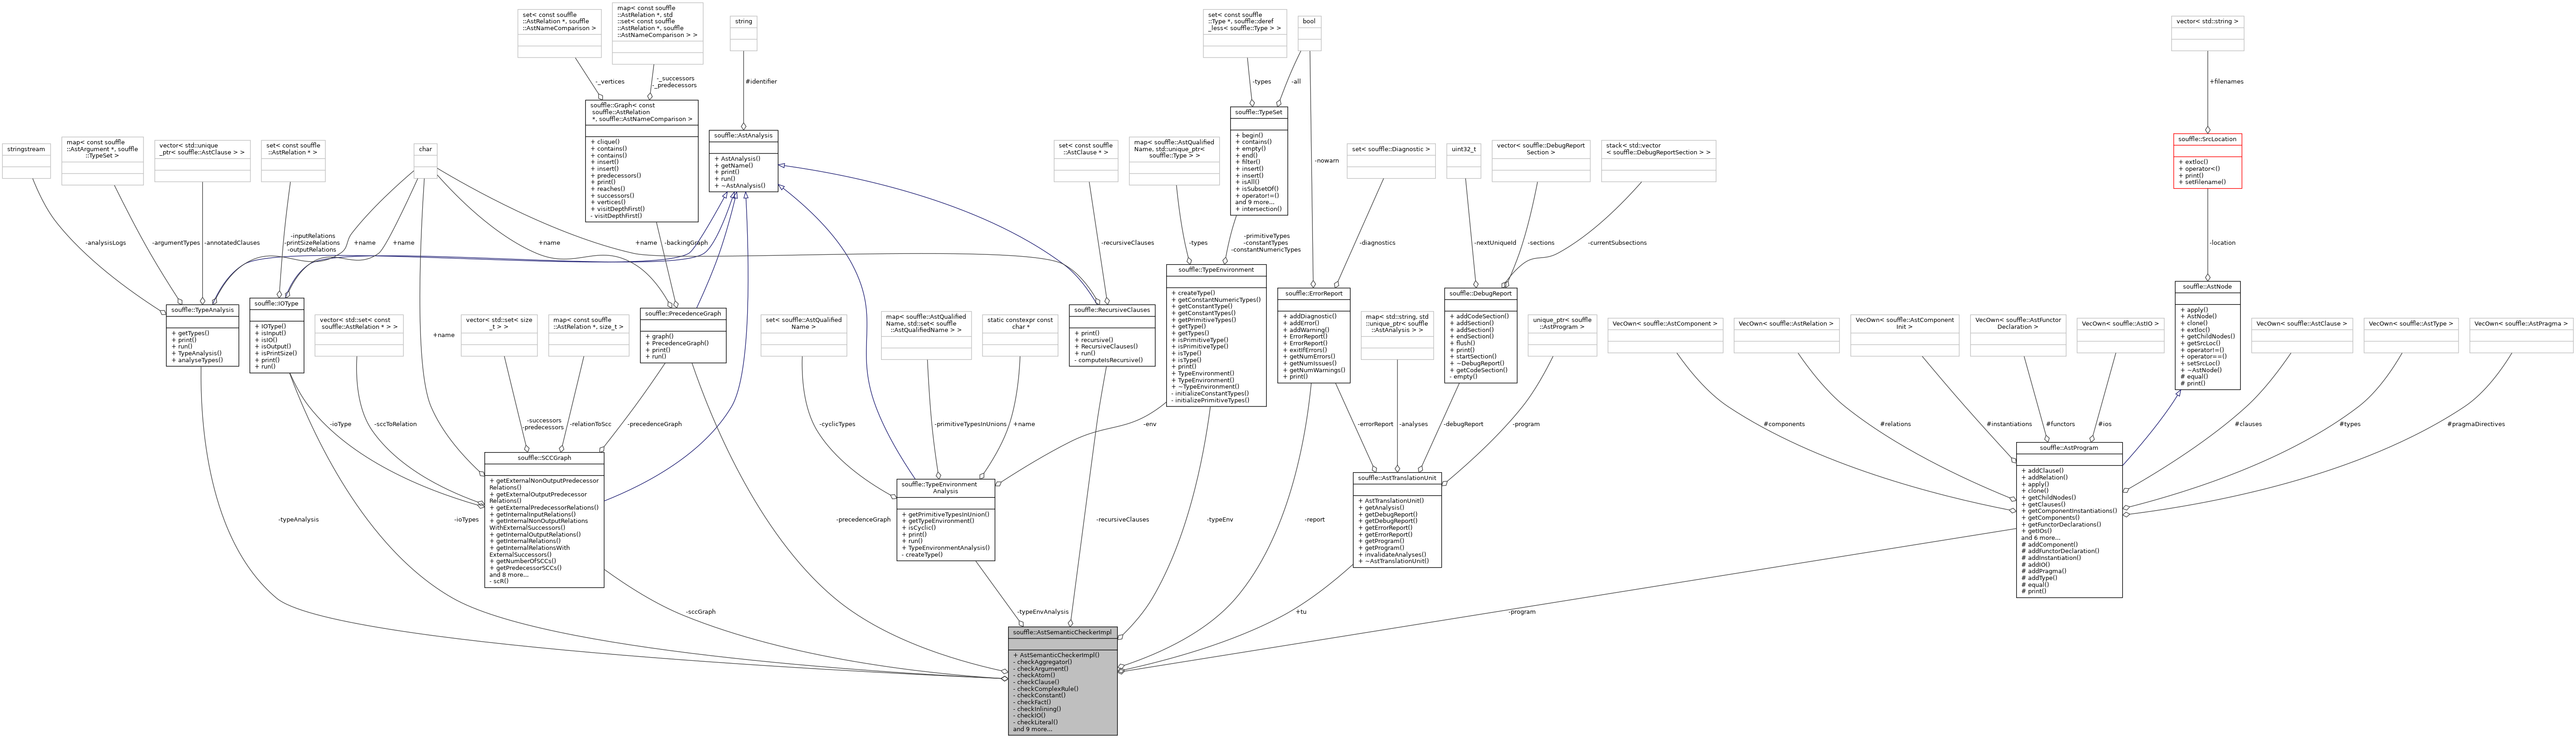 set< const souffle
::AstRelation *, souffle
::AstNameComparison >
map< const souffle
::AstRelation *, std
::set< const souffle
::AstRelation *, souffle
::AstNameComparison > >
string
set< const souffle
::Type *, souffle::deref
_less< souffle::Type > >
bool
vector< std::string >
-_vertices
-_successors
-_predecessors
#identifier
-types
-all
+filenames
souffle::Graph< const
souffle::AstRelation
*, souffle::AstNameComparison >
+ clique()
+ contains()
+ contains()
+ insert()
+ insert()
+ predecessors()
+ print()
+ reaches()
+ successors()
+ vertices()
+ visitDepthFirst()
- visitDepthFirst()
souffle::AstAnalysis
+ AstAnalysis()
+ getName()
+ print()
+ run()
+ ~AstAnalysis()
souffle::TypeSet
+ begin()
+ contains()
+ empty()
+ end()
+ filter()
+ insert()
+ insert()
+ isAll()
+ isSubsetOf()
+ operator!=()
and 9 more...
+ intersection()
souffle::SrcLocation
+ extloc()
+ operator<()
+ print()
+ setFilename()
stringstream
map< const souffle
::AstArgument *, souffle
::TypeSet >
vector< std::unique
_ptr< souffle::AstClause > >
set< const souffle
::AstRelation * >
char
set< const souffle
::AstClause * >
map< souffle::AstQualified
Name, std::unique_ptr<
souffle::Type > >
-nowarn
set< souffle::Diagnostic >
uint32_t
vector< souffle::DebugReport
Section >
stack< std::vector
< souffle::DebugReportSection > >
-analysisLogs
-argumentTypes
-annotatedClauses
-inputRelations
-printSizeRelations
-outputRelations
+name
+name
+name
+name
-backingGraph
-recursiveClauses
-types
-primitiveTypes
-constantTypes
-constantNumericTypes
-diagnostics
-nextUniqueId
-sections
-currentSubsections
-location
souffle::TypeAnalysis
+ getTypes()
+ print()
+ run()
+ TypeAnalysis()
+ analyseTypes()
souffle::IOType
+ IOType()
+ isInput()
+ isIO()
+ isOutput()
+ isPrintSize()
+ print()
+ run()
vector< std::set< const
souffle::AstRelation * > >
+name
vector< std::set< size
_t > >
map< const souffle
::AstRelation *, size_t >
souffle::PrecedenceGraph
+ graph()
+ PrecedenceGraph()
+ print()
+ run()
set< souffle::AstQualified
Name >
map< souffle::AstQualified
Name, std::set< souffle
::AstQualifiedName > >
static constexpr const
char *
souffle::RecursiveClauses
+ print()
+ recursive()
+ RecursiveClauses()
+ run()
- computeIsRecursive()
souffle::TypeEnvironment
+ createType()
+ getConstantNumericTypes()
+ getConstantType()
+ getConstantTypes()
+ getPrimitiveTypes()
+ getType()
+ getTypes()
+ isPrimitiveType()
+ isPrimitiveType()
+ isType()
+ isType()
+ print()
+ TypeEnvironment()
+ TypeEnvironment()
+ ~TypeEnvironment()
- initializeConstantTypes()
- initializePrimitiveTypes()
souffle::ErrorReport
+ addDiagnostic()
+ addError()
+ addWarning()
+ ErrorReport()
+ ErrorReport()
+ exitIfErrors()
+ getNumErrors()
+ getNumIssues()
+ getNumWarnings()
+ print()
map< std::string, std
::unique_ptr< souffle
::AstAnalysis > >
souffle::DebugReport
+ addCodeSection()
+ addSection()
+ addSection()
+ endSection()
+ flush()
+ print()
+ startSection()
+ ~DebugReport()
+ getCodeSection()
- empty()
unique_ptr< souffle
::AstProgram >
VecOwn< souffle::AstComponent >
VecOwn< souffle::AstRelation >
VecOwn< souffle::AstComponent
Init >
VecOwn< souffle::AstFunctor
Declaration >
VecOwn< souffle::AstIO >
souffle::AstNode
+ apply()
+ AstNode()
+ clone()
+ extloc()
+ getChildNodes()
+ getSrcLoc()
+ operator!=()
+ operator==()
+ setSrcLoc()
+ ~AstNode()
# equal()
# print()
VecOwn< souffle::AstClause >
VecOwn< souffle::AstType >
VecOwn< souffle::AstPragma >
-ioType
-sccToRelation
-successors
-predecessors
-relationToScc
-precedenceGraph
-cyclicTypes
-primitiveTypesInUnions
+name
-env
-errorReport
-analyses
-debugReport
-program
#components
#relations
#instantiations
#functors
#ios
#clauses
#types
#pragmaDirectives
souffle::SCCGraph
+ getExternalNonOutputPredecessor
Relations()
+ getExternalOutputPredecessor
Relations()
+ getExternalPredecessorRelations()
+ getInternalInputRelations()
+ getInternalNonOutputRelations
WithExternalSuccessors()
+ getInternalOutputRelations()
+ getInternalRelations()
+ getInternalRelationsWith
ExternalSuccessors()
+ getNumberOfSCCs()
+ getPredecessorSCCs()
and 8 more...
- scR()
souffle::TypeEnvironment
Analysis
+ getPrimitiveTypesInUnion()
+ getTypeEnvironment()
+ isCyclic()
+ print()
+ run()
+ TypeEnvironmentAnalysis()
- createType()
souffle::AstTranslationUnit
+ AstTranslationUnit()
+ getAnalysis()
+ getDebugReport()
+ getDebugReport()
+ getErrorReport()
+ getErrorReport()
+ getProgram()
+ getProgram()
+ invalidateAnalyses()
+ ~AstTranslationUnit()
souffle::AstProgram
+ addClause()
+ addRelation()
+ apply()
+ clone()
+ getChildNodes()
+ getClauses()
+ getComponentInstantiations()
+ getComponents()
+ getFunctorDeclarations()
+ getIOs()
and 6 more...
# addComponent()
# addFunctorDeclaration()
# addInstantiation()
# addIO()
# addPragma()
# addType()
# equal()
# print()
-typeAnalysis
-ioTypes
-precedenceGraph
-recursiveClauses
-typeEnv
-report
-sccGraph
-typeEnvAnalysis
+tu
-program
souffle::AstSemanticCheckerImpl
+ AstSemanticCheckerImpl()
- checkAggregator()
- checkArgument()
- checkAtom()
- checkClause()
- checkComplexRule()
- checkConstant()
- checkFact()
- checkInlining()
- checkIO()
- checkLiteral()
and 9 more...